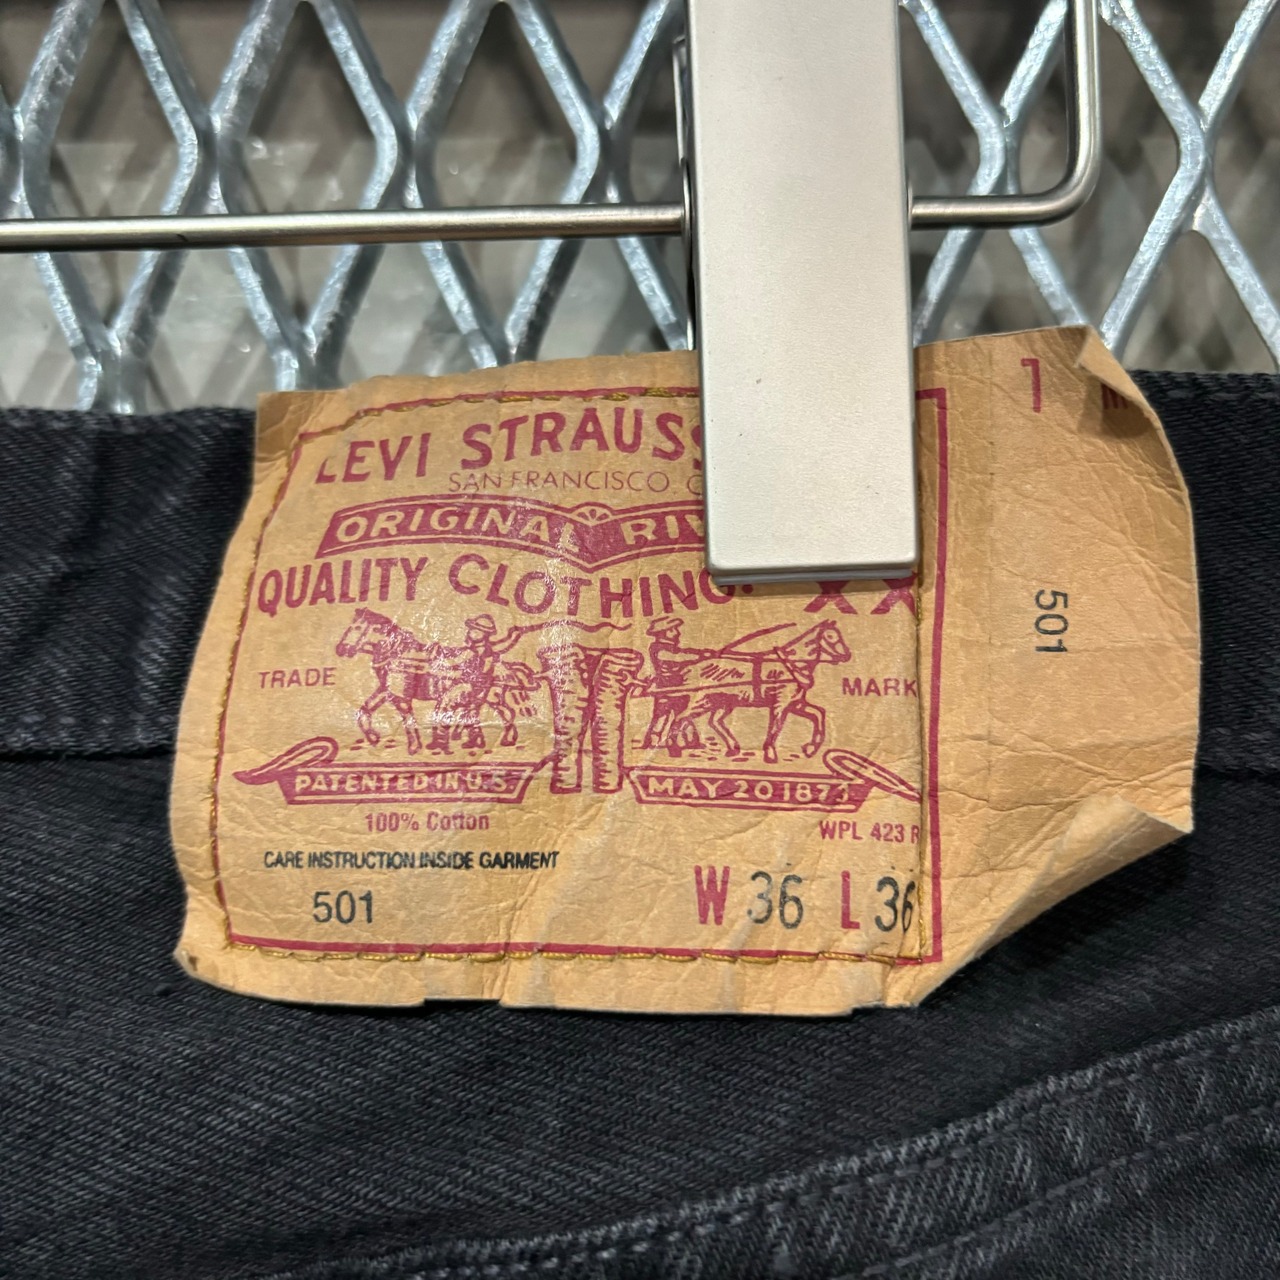 LEVI STRAUSS
SAN FRANCISCO
ORIGINAL
QUALITY CLOTHING XX
TRADE MARK
PATENTED IN U.S. MAY 20 1873
100% Cotton
WPL 423
CARE INSTRUCTION INSIDE GARMENT
501
W 36 L 36
501